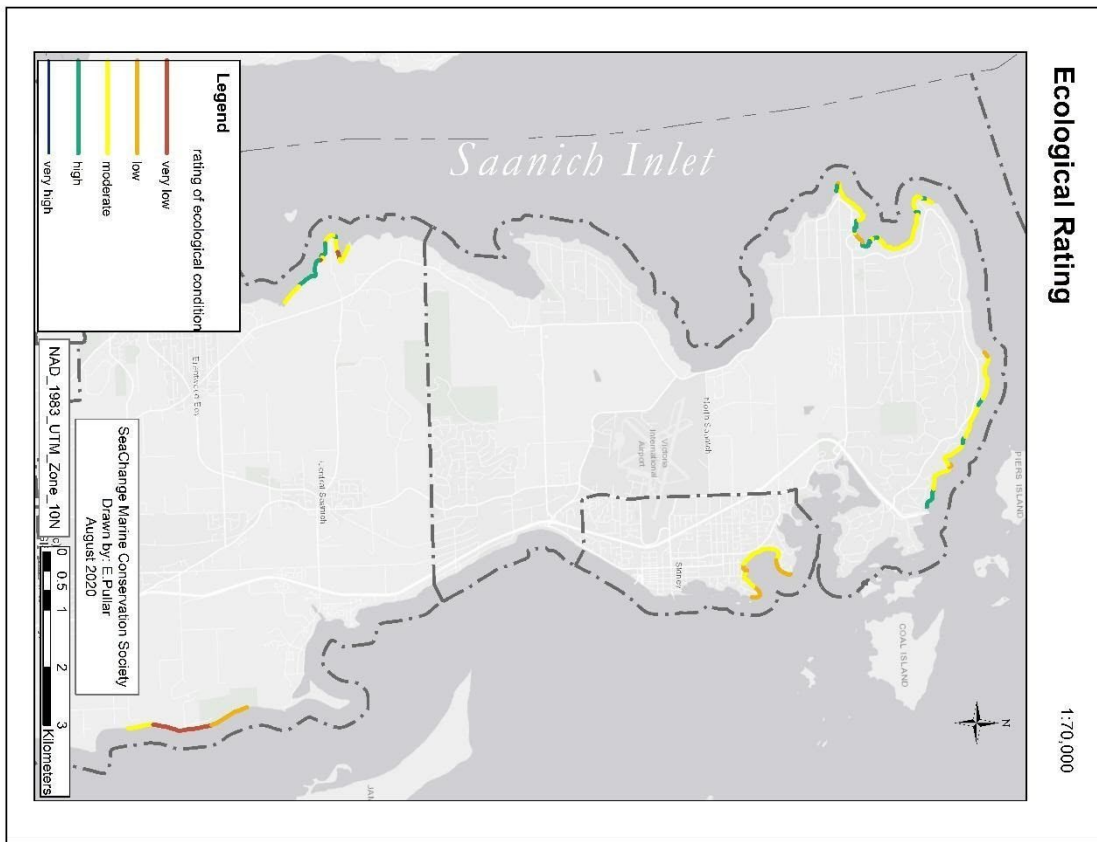 Ecological Rating
1:70,000
Saanich Inlet
PIERS ISLAND
COAL ISLAND
North Saanich
Victoria
International
Airport
Sidney
Central Saanich
Brentwood Bay
N
Legend
rating of ecological condition
very low
low
moderate
high
very high
NAD_1983_UTM_Zone_10N
SeaChange Marine Conservation Society
Drawn by: E.Pullar
August 2020
0 0.5 1 2 3
Kilometers